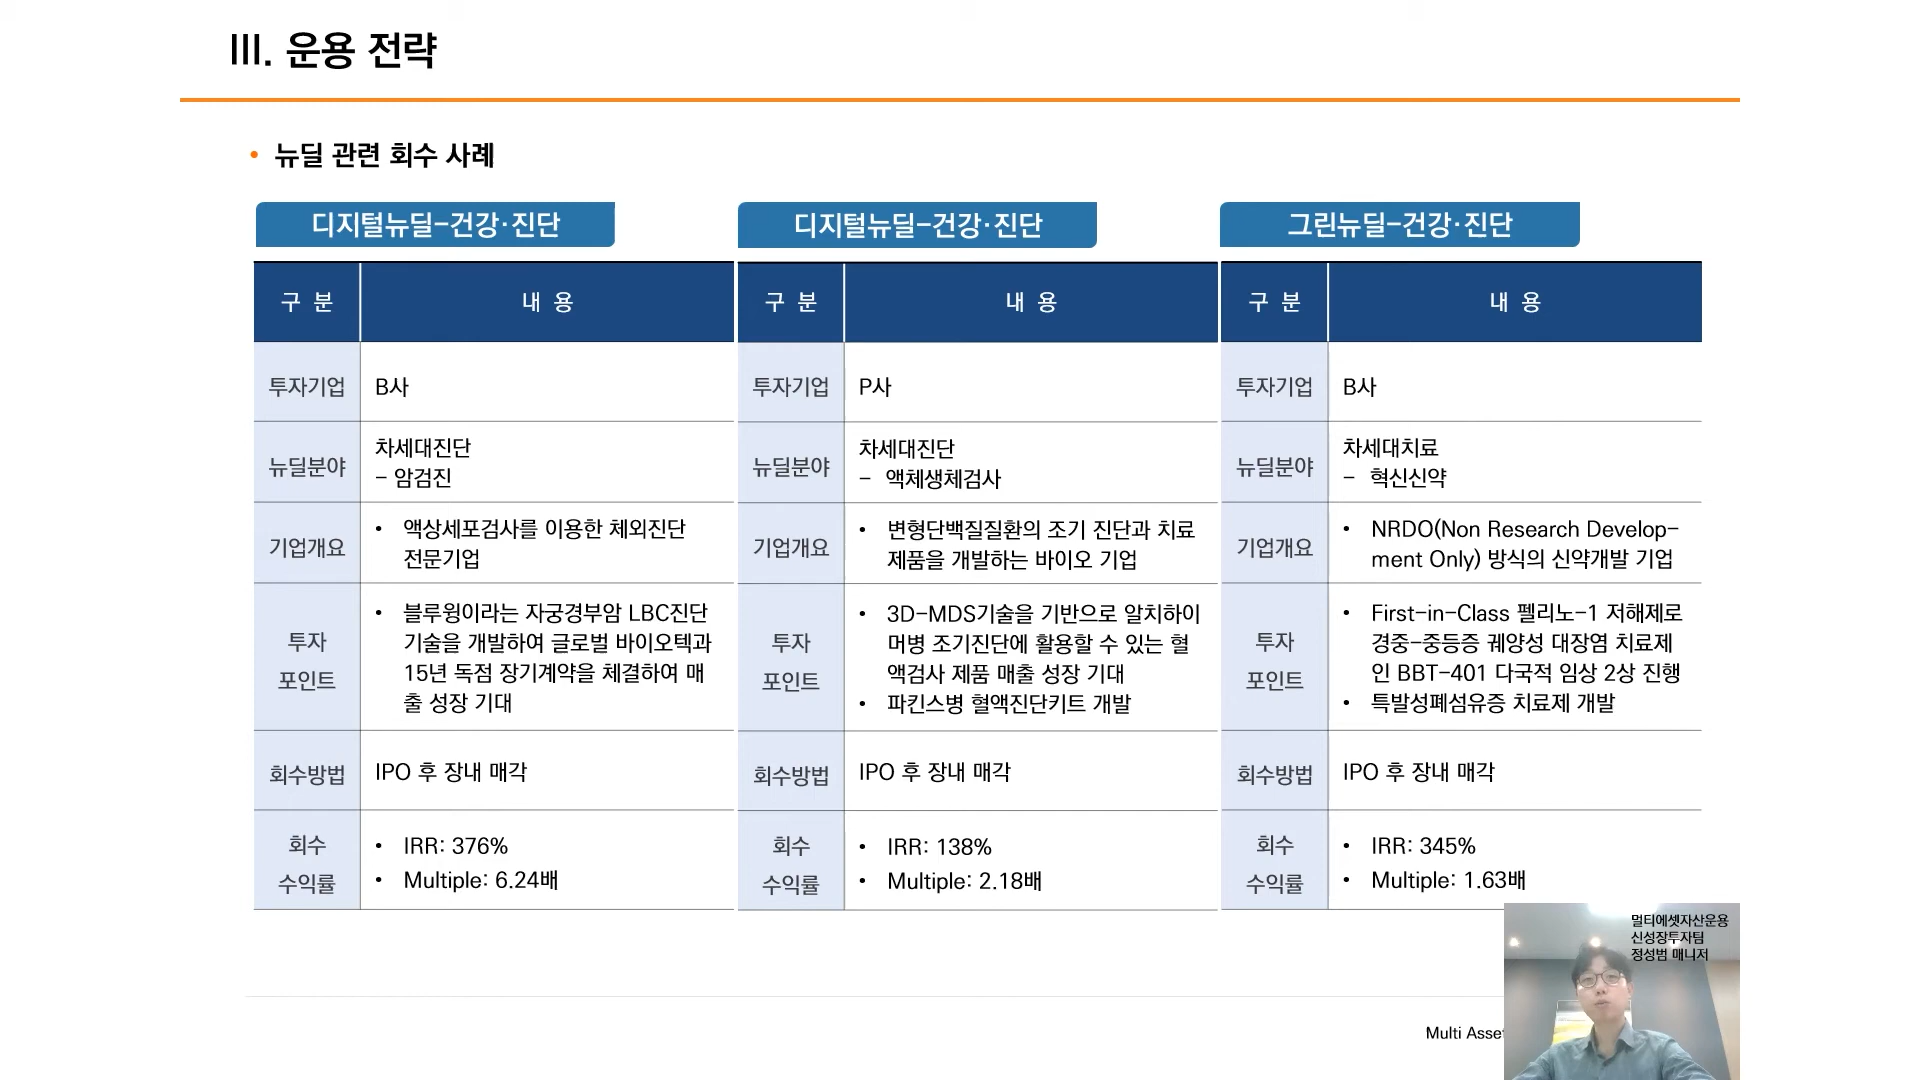 III. 운용 전략
• 뉴딜 관련 회수 사례
디지털뉴딜-건강·진단
구 분 내 용
투자기업 B사
뉴딜분야 차세대진단
- 암검진
기업개요 • 액상세포검사를 이용한 체외진단
전문기업
투자
포인트
• 블루윙이라는 자궁경부암 LBC진단
기술을 개발하여 글로벌 바이오텍과
15년 독점 장기계약을 체결하여 매
출 성장 기대
회수방법 IPO 후 장내 매각
회수
수익률
• IRR: 376%
• Multiple: 6.24배
디지털뉴딜-건강·진단
구 분 내 용
투자기업 P사
뉴딜분야 차세대진단
- 액체생체검사
기업개요 • 변형단백질질환의 조기 진단과 치료
제품을 개발하는 바이오 기업
투자
포인트
• 3D-MDS기술을 기반으로 알치하이
머병 조기진단에 활용할 수 있는 혈
액검사 제품 매출 성장 기대
• 파킨스병 혈액진단키트 개발
회수방법 IPO 후 장내 매각
회수
수익률
• IRR: 138%
• Multiple: 2.18배
그린뉴딜-건강·진단
구 분 내 용
투자기업 B사
뉴딜분야 차세대치료
- 혁신신약
기업개요 • NRDO(Non Research Develop-
ment Only) 방식의 신약개발 기업
투자
포인트
• First-in-Class 펠리노-1 저해제로
경중-중등증 궤양성 대장염 치료제
인 BBT-401 다국적 임상 2상 진행
• 특발성폐섬유증 치료제 개발
회수방법 IPO 후 장내 매각
회수
수익률
• IRR: 345%
• Multiple: 1.63배
멀티에셋자산운용
신성장투자팀
정성범 매니저
Multi Asse